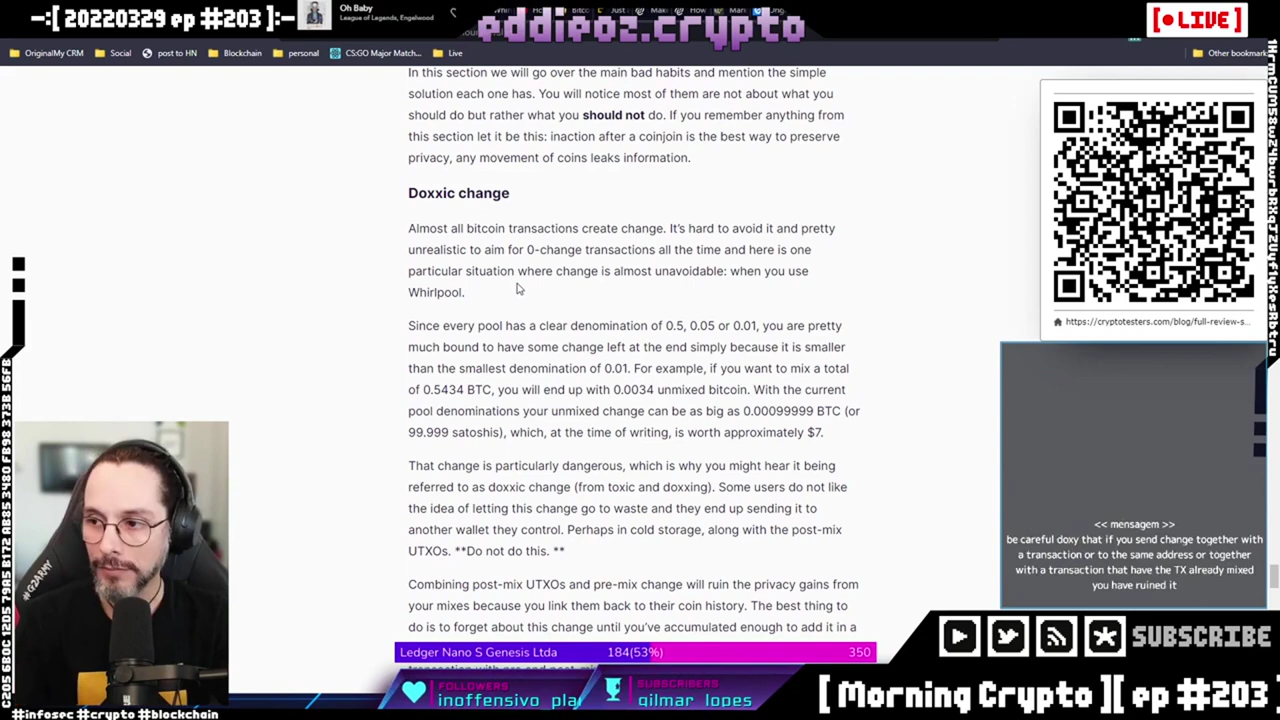 -:[ 20220329 ep #203 ]:-
Oh Baby
League of Legends, Engelwood
eddieoz.crypto
[ LIVE ]
OriginalMy CRM
Social
post to HN
Blockchain
personal
CS:GO Major Match...
Live
Other bookmark
In this section we will go over the main bad habits and mention the simple
solution each one has. You will notice most of them are not about what you
should do but rather what you should not do. If you remember anything from
this section let it be this: inaction after a coinjoin is the best way to preserve
privacy, any movement of coins leaks information.
Doxxic change
Almost all bitcoin transactions create change. It's hard to avoid it and pretty
unrealistic to aim for 0-change transactions all the time and here is one
particular situation where change is almost unavoidable: when you use
Whirlpool.
Since every pool has a clear denomination of 0.5, 0.05 or 0.01, you are pretty
much bound to have some change left at the end simply because it is smaller
than the smallest denomination of 0.01. For example, if you want to mix a total
of 0.5434 BTC, you will end up with 0.0034 unmixed bitcoin. With the current
pool denominations your unmixed change can be as big as 0.00099999 BTC (or
99.999 satoshis), which, at the time of writing, is worth approximately $7.
That change is particularly dangerous, which is why you might hear it being
referred to as doxxic change (from toxic and doxxing). Some users do not like
the idea of letting this change go to waste and they end up sending it to
another wallet they control. Perhaps in cold storage, along with the post-mix
UTXOs. **Do not do this. **
Combining post-mix UTXOs and pre-mix change will ruin the privacy gains from
your mixes because you link them back to their coin history. The best thing to
do is to forget about this change until you've accumulated enough to add it in a
https://cryptotesters.com/blog/full-review-s...
<< mensagem >>
be careful doxy that if you send change together with
a transaction or to the same address or together
with a transaction that have the TX already mixed
you have ruined it
Ledger Nano S Genesis Ltda 184(53%) 350
FOLLOWERS
inoffensivo_pla
SUBSCRIBERS
gilmar_lopes
SUBSCRIBE
[ Morning Crypto ][ ep #203 ]
#infosec #crypto #blockchain
#GGARMY